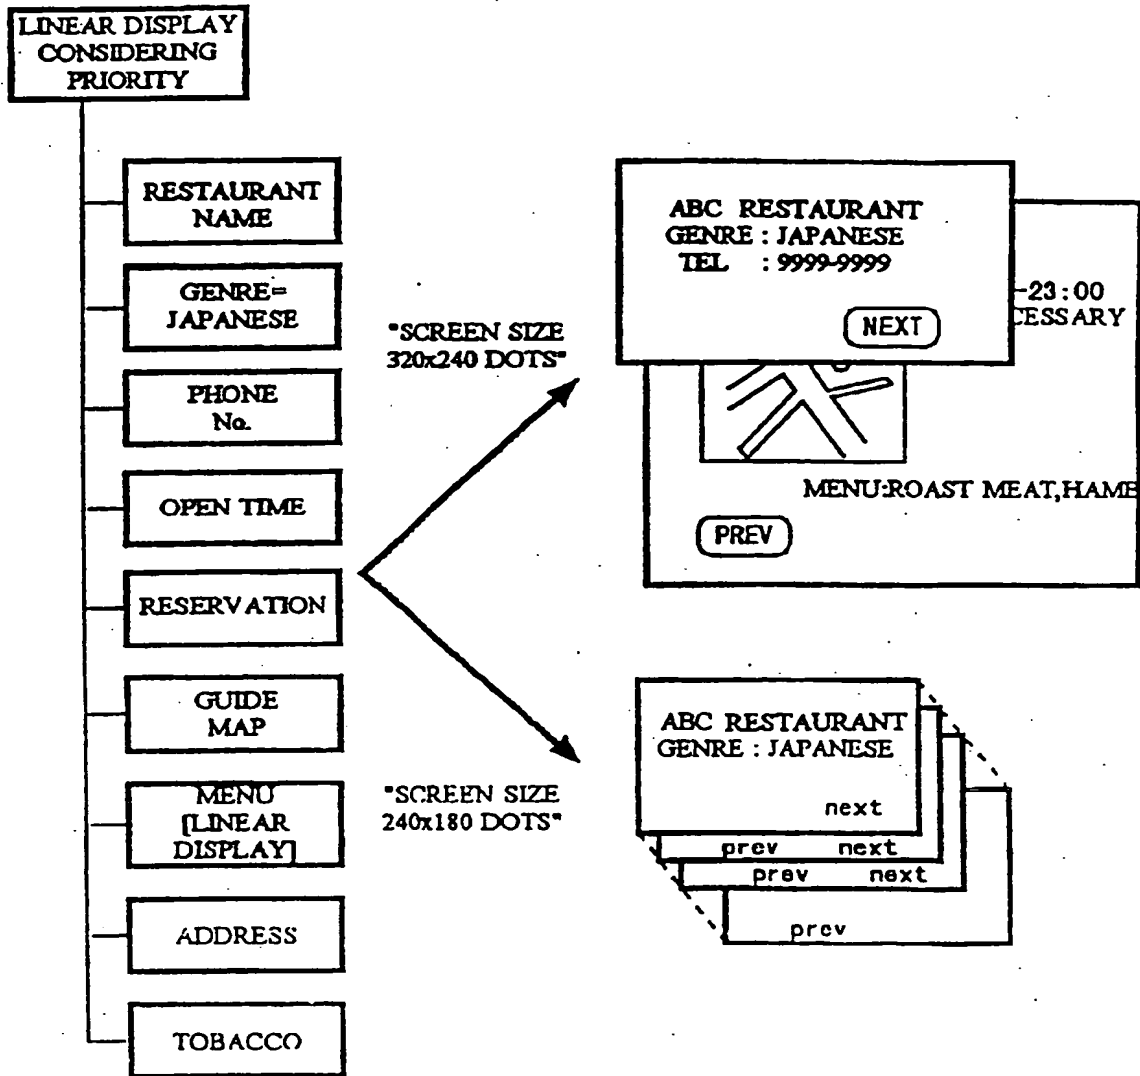 LINEAR DISPLAY
CONSIDERING
PRIORITY
RESTAURANT
NAME
GENRE=
JAPANESE
PHONE
No.
OPEN TIME
RESERVATION
GUIDE
MAP
MENU
[LINEAR
DISPLAY]
ADDRESS
TOBACCO
"SCREEN SIZE
320x240 DOTS"
"SCREEN SIZE
240x180 DOTS"
ABC RESTAURANT
GENRE : JAPANESE
TEL : 9999-9999
NEXT
-23:00
CESSARY
MENU:ROAST MEAT,HAMB
PREV
ABC RESTAURANT
GENRE : JAPANESE
next
prev next
prev next
prev